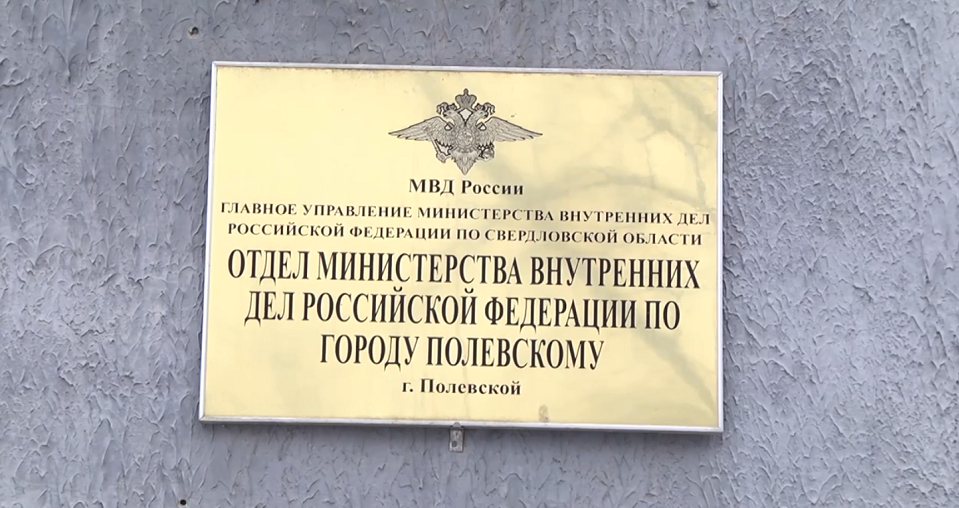 МВД России
ГЛАВНОЕ УПРАВЛЕНИЕ МИНИСТЕРСТВА ВНУТРЕННИХ ДЕЛ
РОССИЙСКОЙ ФЕДЕРАЦИИ ПО СВЕРДЛОВСКОЙ ОБЛАСТИ
ОТДЕЛ МИНИСТЕРСТВА ВНУТРЕННИХ
ДЕЛ РОССИЙСКОЙ ФЕДЕРАЦИИ ПО
ГОРОДУ ПОЛЕВСКОМУ
г. Полевской